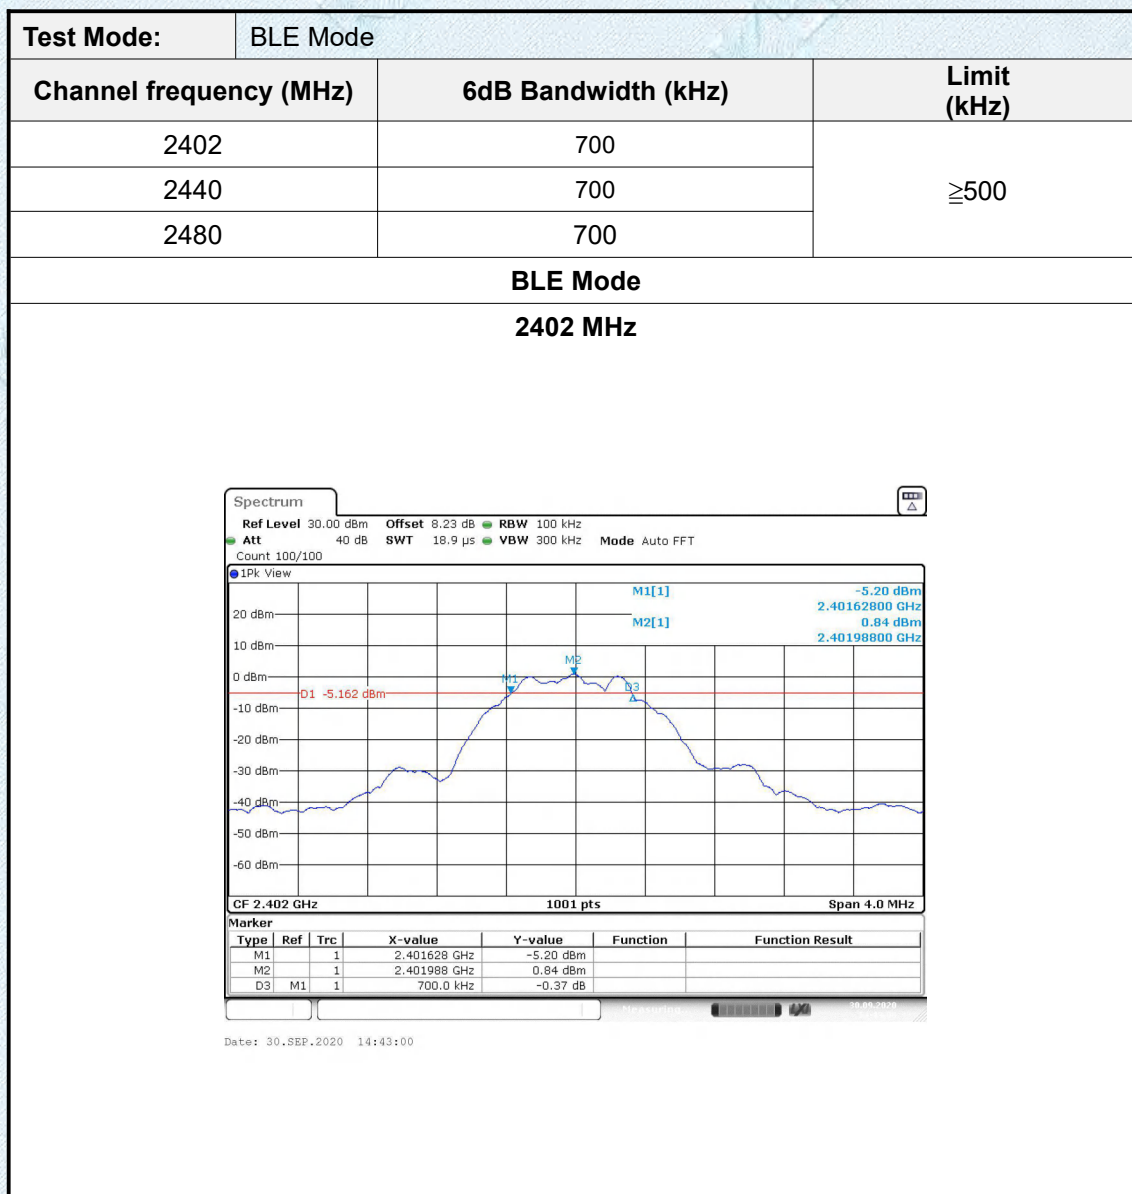 Test Mode: BLE Mode
Channel frequency (MHz) 6dB Bandwidth (kHz) Limit (kHz)
2402 700
2440 700 ≧500
2480 700
BLE Mode
2402 MHz
Spectrum
Ref Level 30.00 dBm Offset 8.23 dB RBW 100 kHz
Att 40 dB SWT 18.9 µs VBW 300 kHz Mode Auto FFT
Count 100/100
1Pk View
M1[1] -5.20 dBm
2.40162800 GHz
M2[1] 0.84 dBm
2.40198800 GHz
20 dBm
10 dBm
M2
0 dBm
M1
D3
D1 -5.162 dBm
-10 dBm
-20 dBm
-30 dBm
-40 dBm
-50 dBm
-60 dBm
CF 2.402 GHz 1001 pts Span 4.0 MHz
Marker
Type Ref Trc X-value Y-value Function Function Result
M1 1 2.401628 GHz -5.20 dBm
M2 1 2.401988 GHz 0.84 dBm
D3 M1 1 700.0 kHz -0.37 dB
Measuring...
Date: 30.SEP.2020 14:43:00